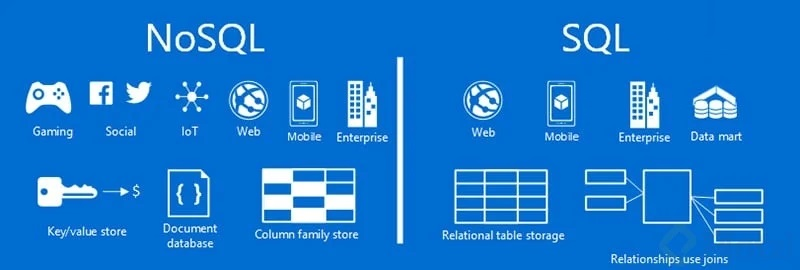 NoSQL
SQL
Gaming
Social
IoT
Web
Mobile
Enterprise
Web
Mobile
Enterprise
Data mart
$
{ }
Key/value store
Document
database
Column family store
Relational table storage
Relationships use joins